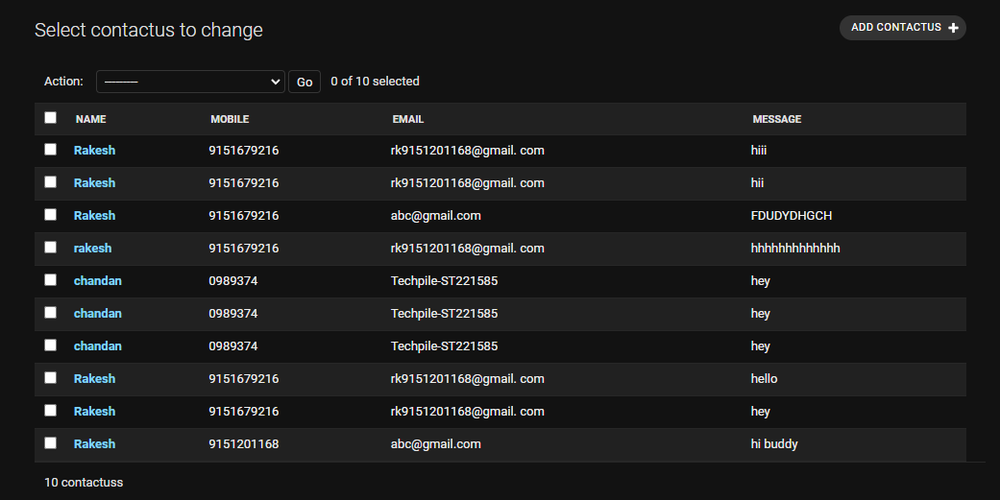 Select contactus to change
ADD CONTACTUS +
Action: --------- Go 0 of 10 selected
NAME MOBILE EMAIL MESSAGE
Rakesh 9151679216 rk9151201168@gmail. com hiii
Rakesh 9151679216 rk9151201168@gmail. com hii
Rakesh 9151679216 abc@gmail.com FDUDYDHGCH
rakesh 9151679216 rk9151201168@gmail. com hhhhhhhhhhhhh
chandan 0989374 Techpile-ST221585 hey
chandan 0989374 Techpile-ST221585 hey
chandan 0989374 Techpile-ST221585 hey
Rakesh 9151679216 rk9151201168@gmail. com hello
Rakesh 9151679216 rk9151201168@gmail. com hey
Rakesh 9151201168 abc@gmail.com hi buddy
10 contactuss